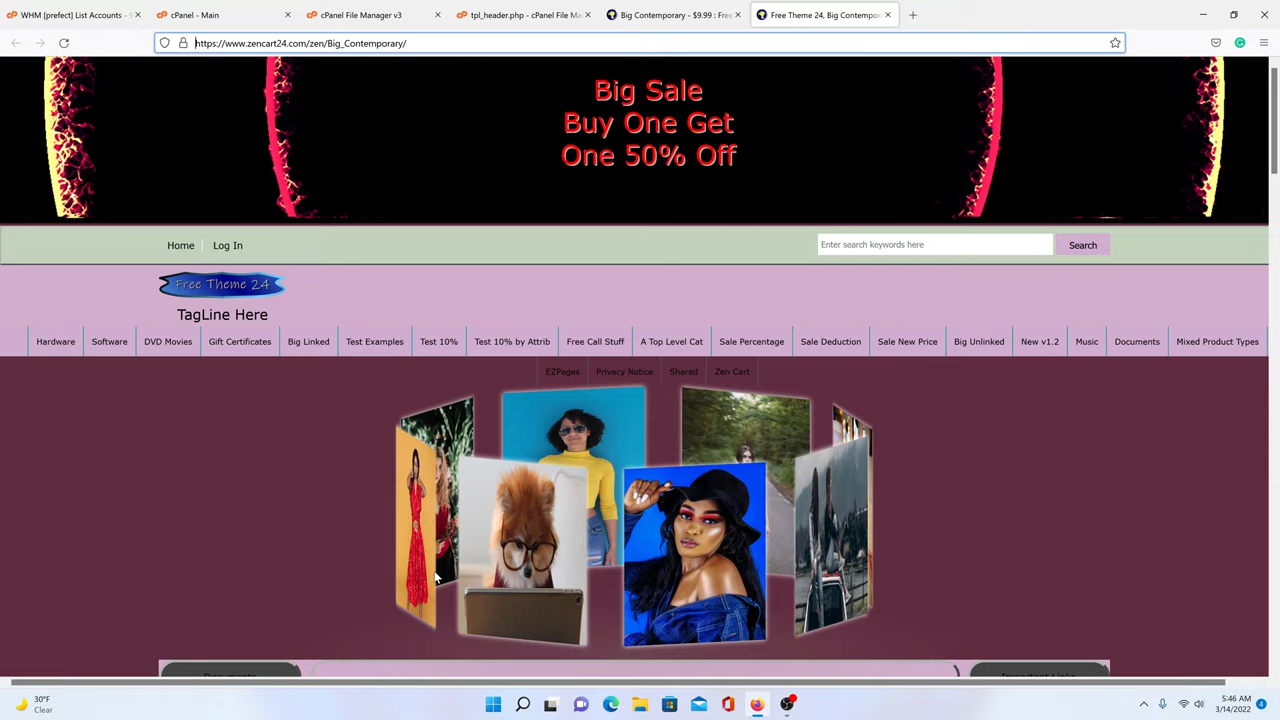 WHM [prefect] List Accounts -
cPanel - Main
cPanel File Manager v3
tpl_header.php - cPanel File Ma
Big Contemporary - $9.99 : Free
Free Theme 24, Big Contempor
https://www.zencart24.com/zen/Big_Contemporary/
Big Sale
Buy One Get
One 50% Off
Home
Log In
Enter search keywords here
Search
Free Theme 24
TagLine Here
Hardware
Software
DVD Movies
Gift Certificates
Big Linked
Test Examples
Test 10%
Test 10% by Attrib
Free Call Stuff
A Top Level Cat
Sale Percentage
Sale Deduction
Sale New Price
Big Unlinked
New v1.2
Music
Documents
Mixed Product Types
EZPages
Privacy Notice
Shared
Zen Cart
Documents
Important Links
30°F
Clear
5:46 AM
3/14/2022
4